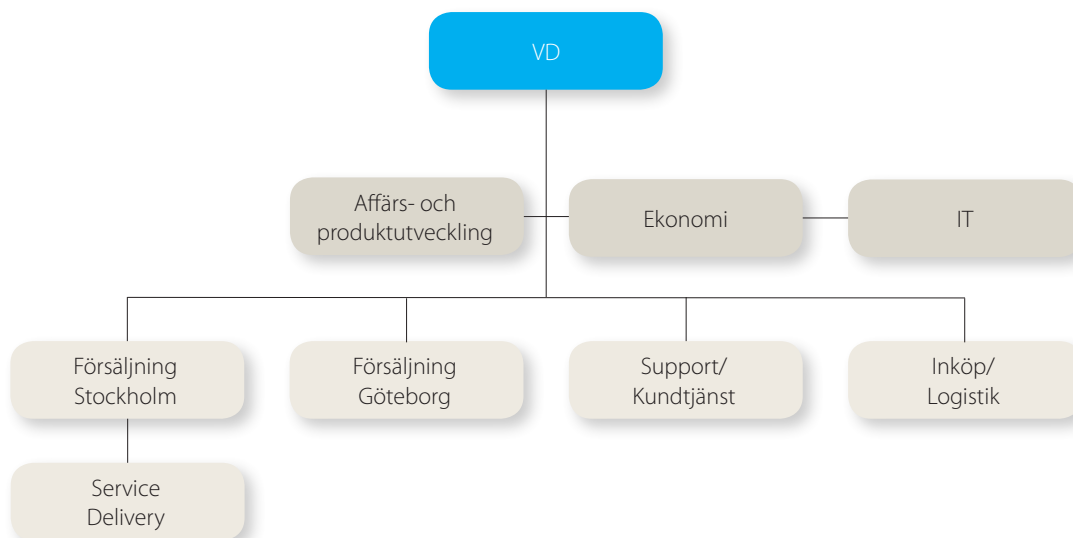 VD
Affärs- och
produktutveckling
Ekonomi
IT
Försäljning
Stockholm
Försäljning
Göteborg
Support/
Kundtjänst
Inköp/
Logistik
Service
Delivery